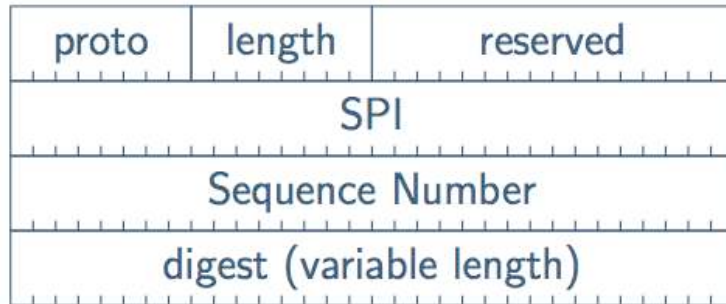 proto length reserved
SPI
Sequence Number
digest (variable length)